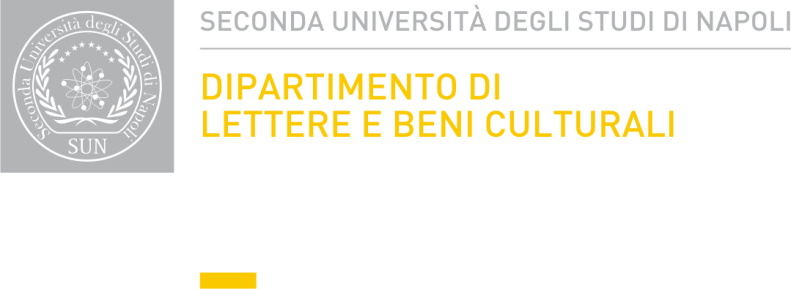 SECONDA UNIVERSITÀ DEGLI STUDI DI NAPOLI
DIPARTIMENTO DI
LETTERE E BENI CULTURALI
Seconda Università degli Studi di Napoli
SUN